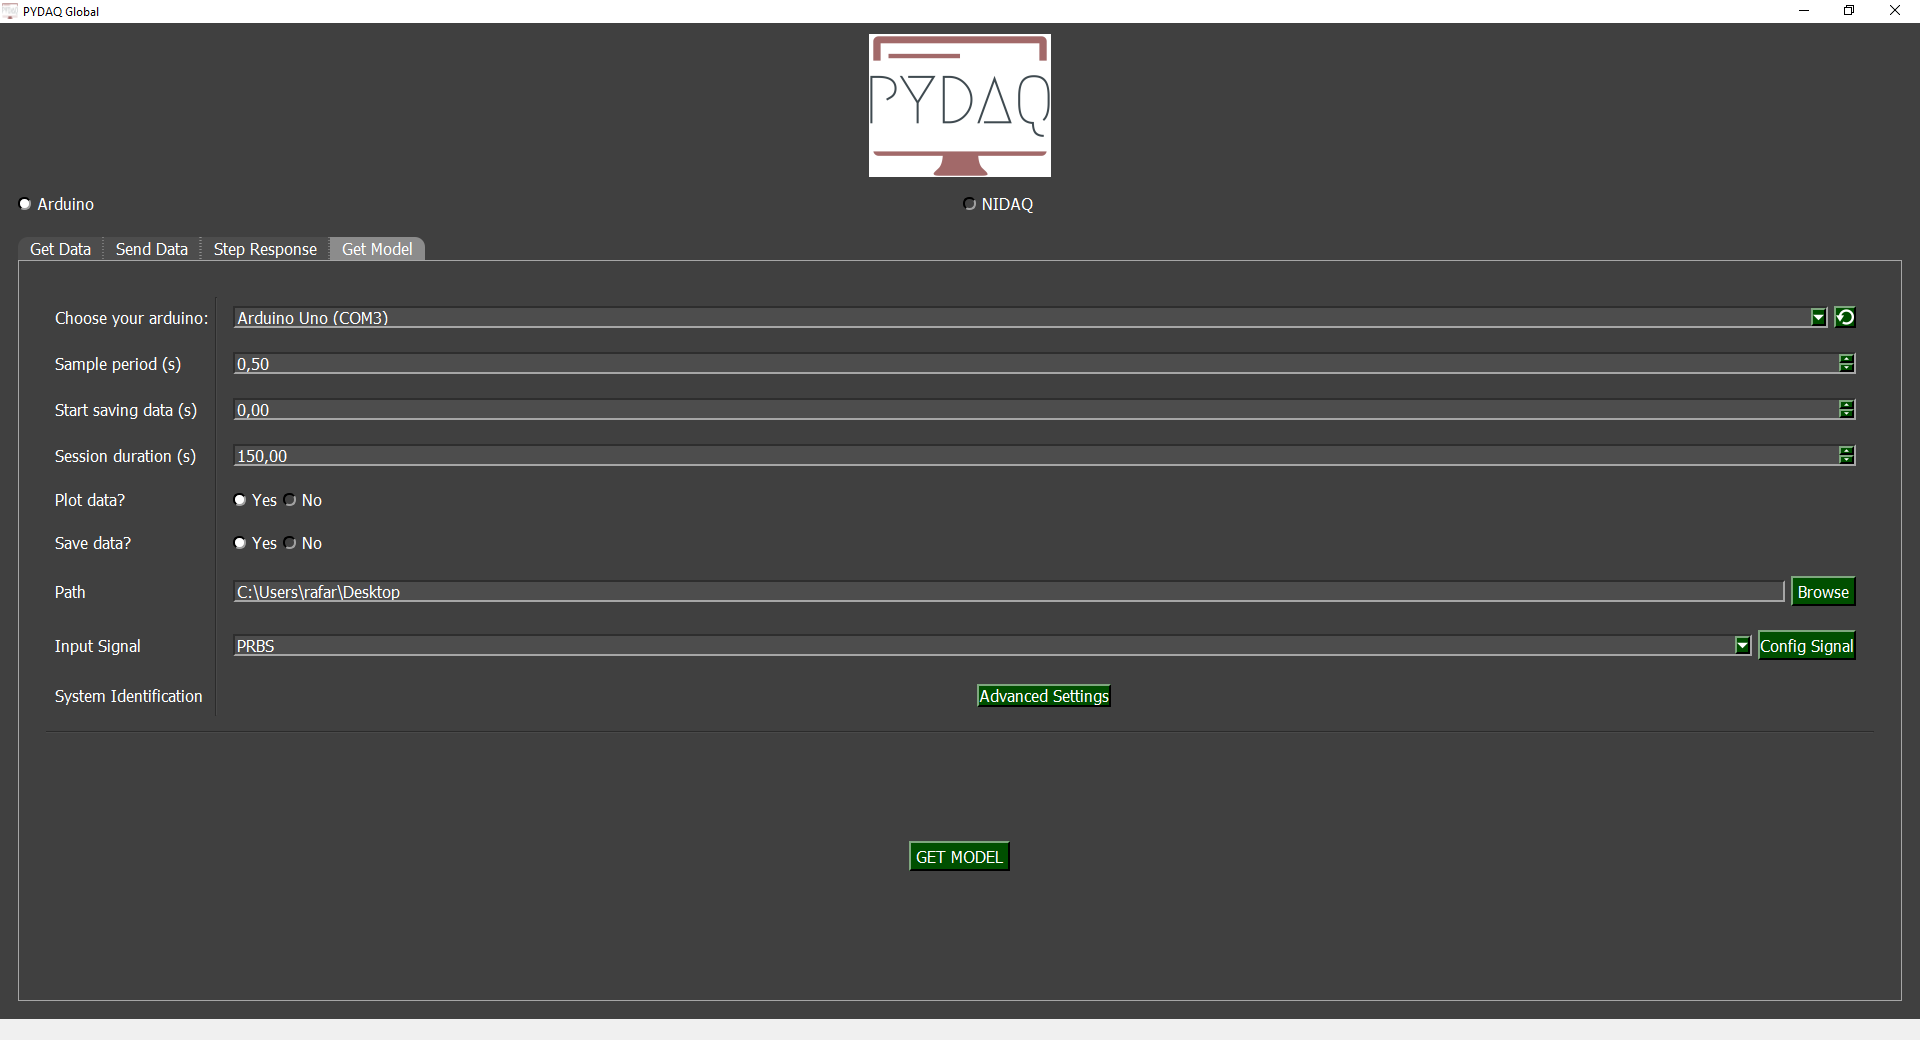 PYDAQ Global
PYDAQ
Arduino
NIDAQ
Get Data
Send Data
Step Response
Get Model
Choose your arduino:
Arduino Uno (COM3)
Sample period (s)
0,50
Start saving data (s)
0,00
Session duration (s)
150,00
Plot data?
Yes
No
Save data?
Yes
No
Path
C:\Users\rafar\Desktop
Browse
Input Signal
PRBS
Config Signal
System Identification
Advanced Settings
GET MODEL